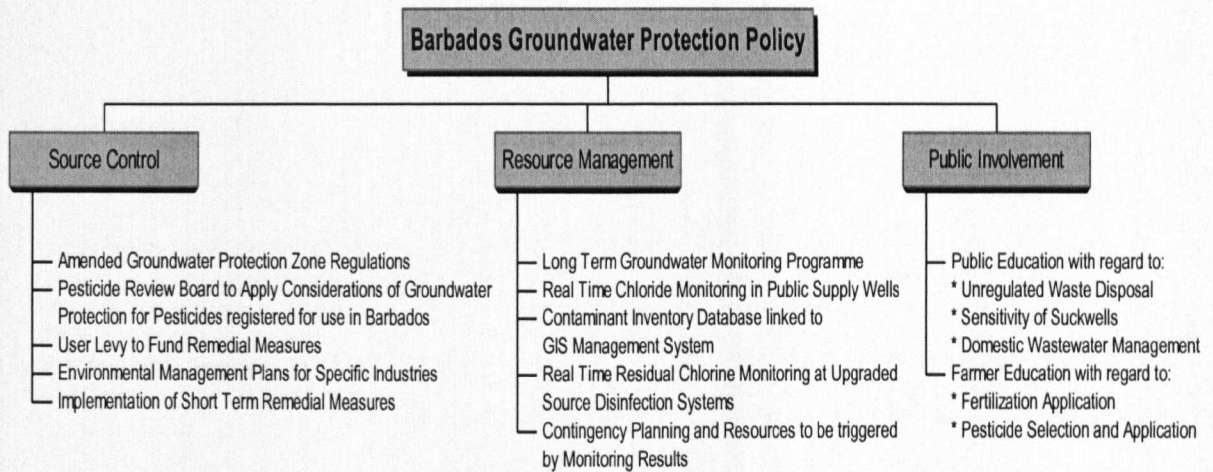 Barbados Groundwater Protection Policy
Source Control
Amended Groundwater Protection Zone Regulations
Pesticide Review Board to Apply Considerations of Groundwater
Protection for Pesticides registered for use in Barbados
User Levy to Fund Remedial Measures
Environmental Management Plans for Specific Industries
Implementation of Short Term Remedial Measures
Resource Management
Long Term Groundwater Monitoring Programme
Real Time Chloride Monitoring in Public Supply Wells
Contaminant Inventory Database linked to
GIS Management System
Real Time Residual Chlorine Monitoring at Upgraded
Source Disinfection Systems
Contingency Planning and Resources to be triggered
by Monitoring Results
Public Involvement
Public Education with regard to:
* Unregulated Waste Disposal
* Sensitivity of Suckwells
* Domestic Wastewater Management
Farmer Education with regard to:
* Fertilization Application
* Pesticide Selection and Application